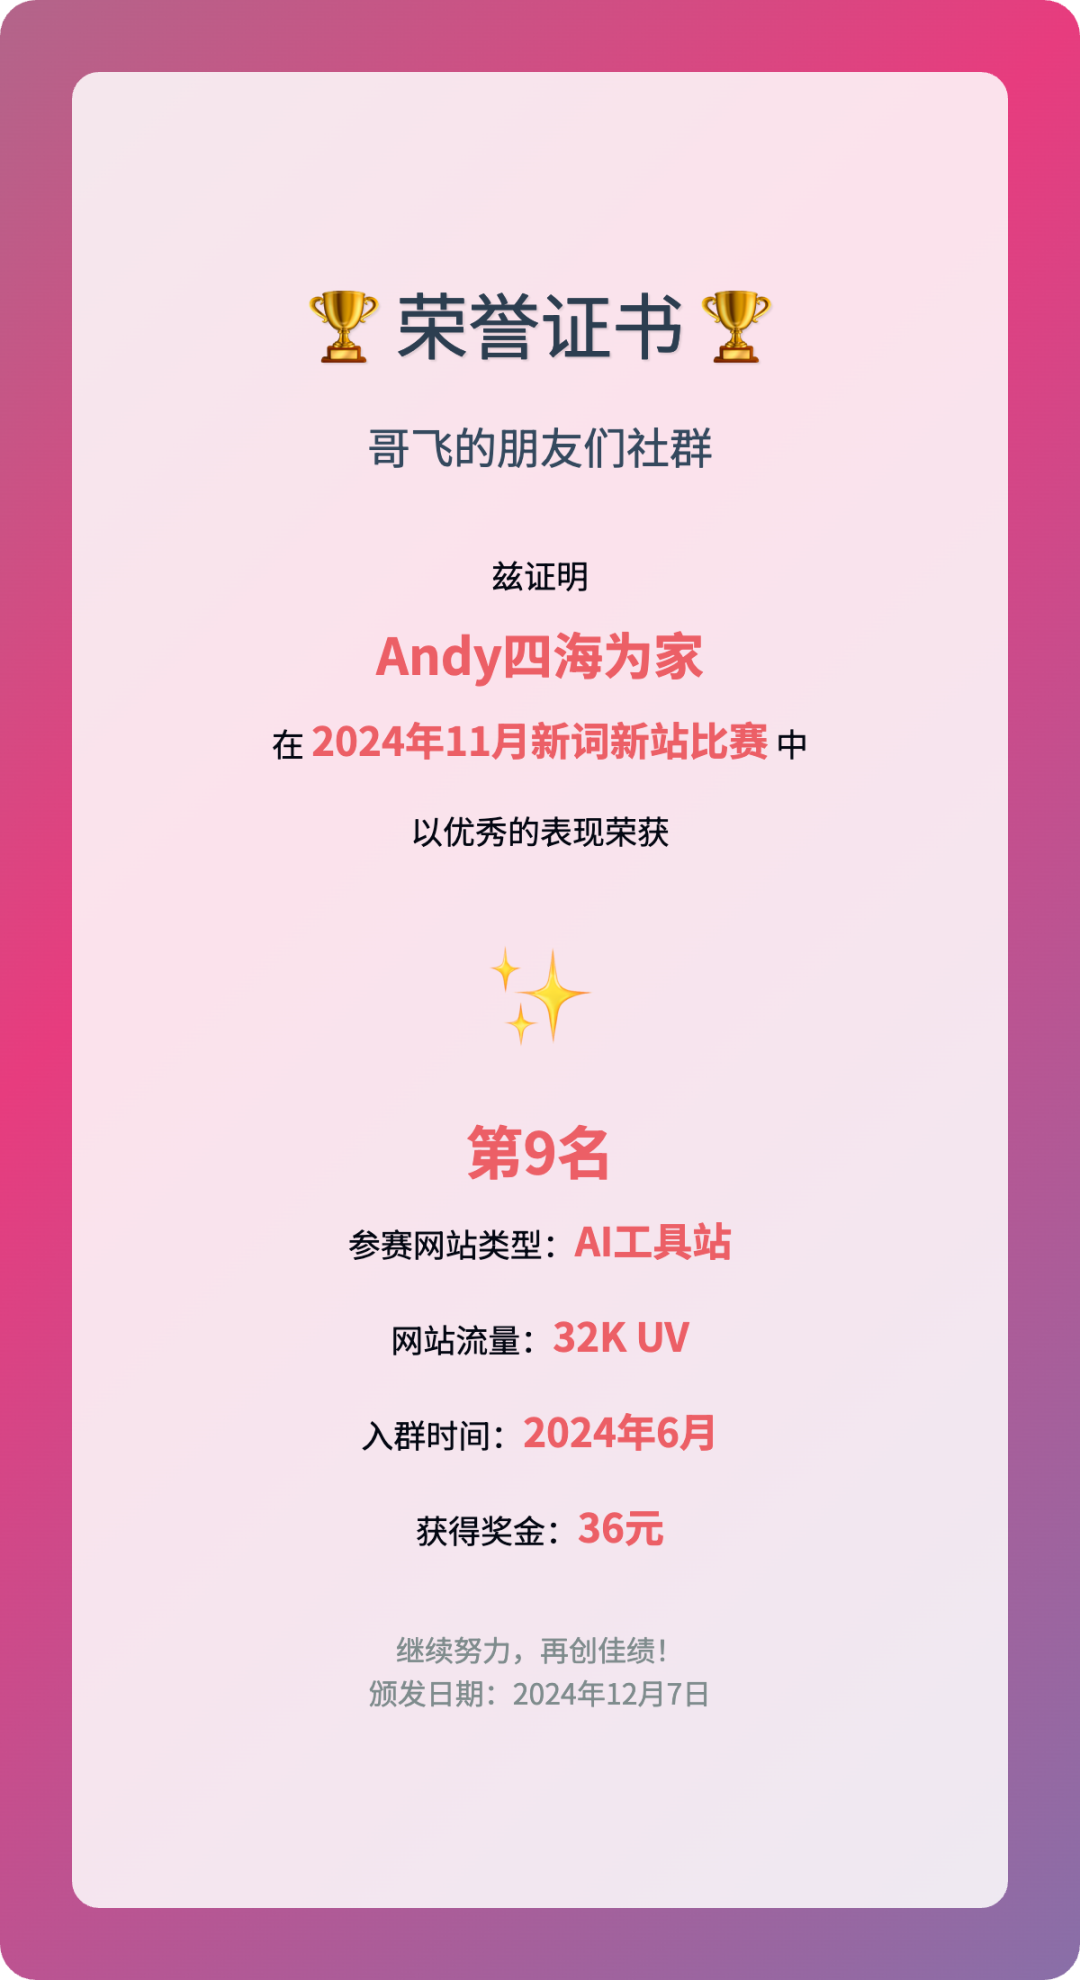 🏆 荣誉证书 🏆
哥飞的朋友们社群
兹证明
Andy四海为家
在 2024年11月新词新站比赛 中
以优秀的表现荣获
✨
第9名
参赛网站类型：AI工具站
网站流量：32K UV
入群时间：2024年6月
获得奖金：36元
继续努力，再创佳绩！
颁发日期：2024年12月7日